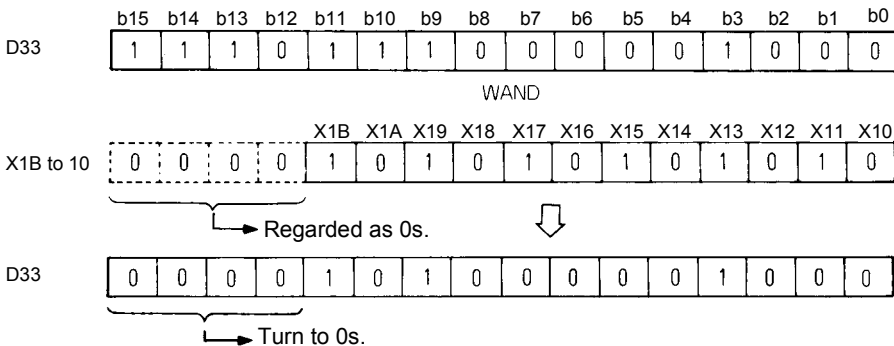 b15 b14 b13 b12 b11 b10 b9 b8 b7 b6 b5 b4 b3 b2 b1 b0
D33 1 1 1 0 1 1 1 0 0 0 0 0 1 0 0 0
WAND
X1B X1A X19 X18 X17 X16 X15 X14 X13 X12 X11 X10
X1B to 10 0 0 0 0 1 0 1 0 1 0 1 0 1 0 1 0
Regarded as 0s.
D33 0 0 0 0 1 0 1 0 0 0 0 0 1 0 0 0
Turn to 0s.